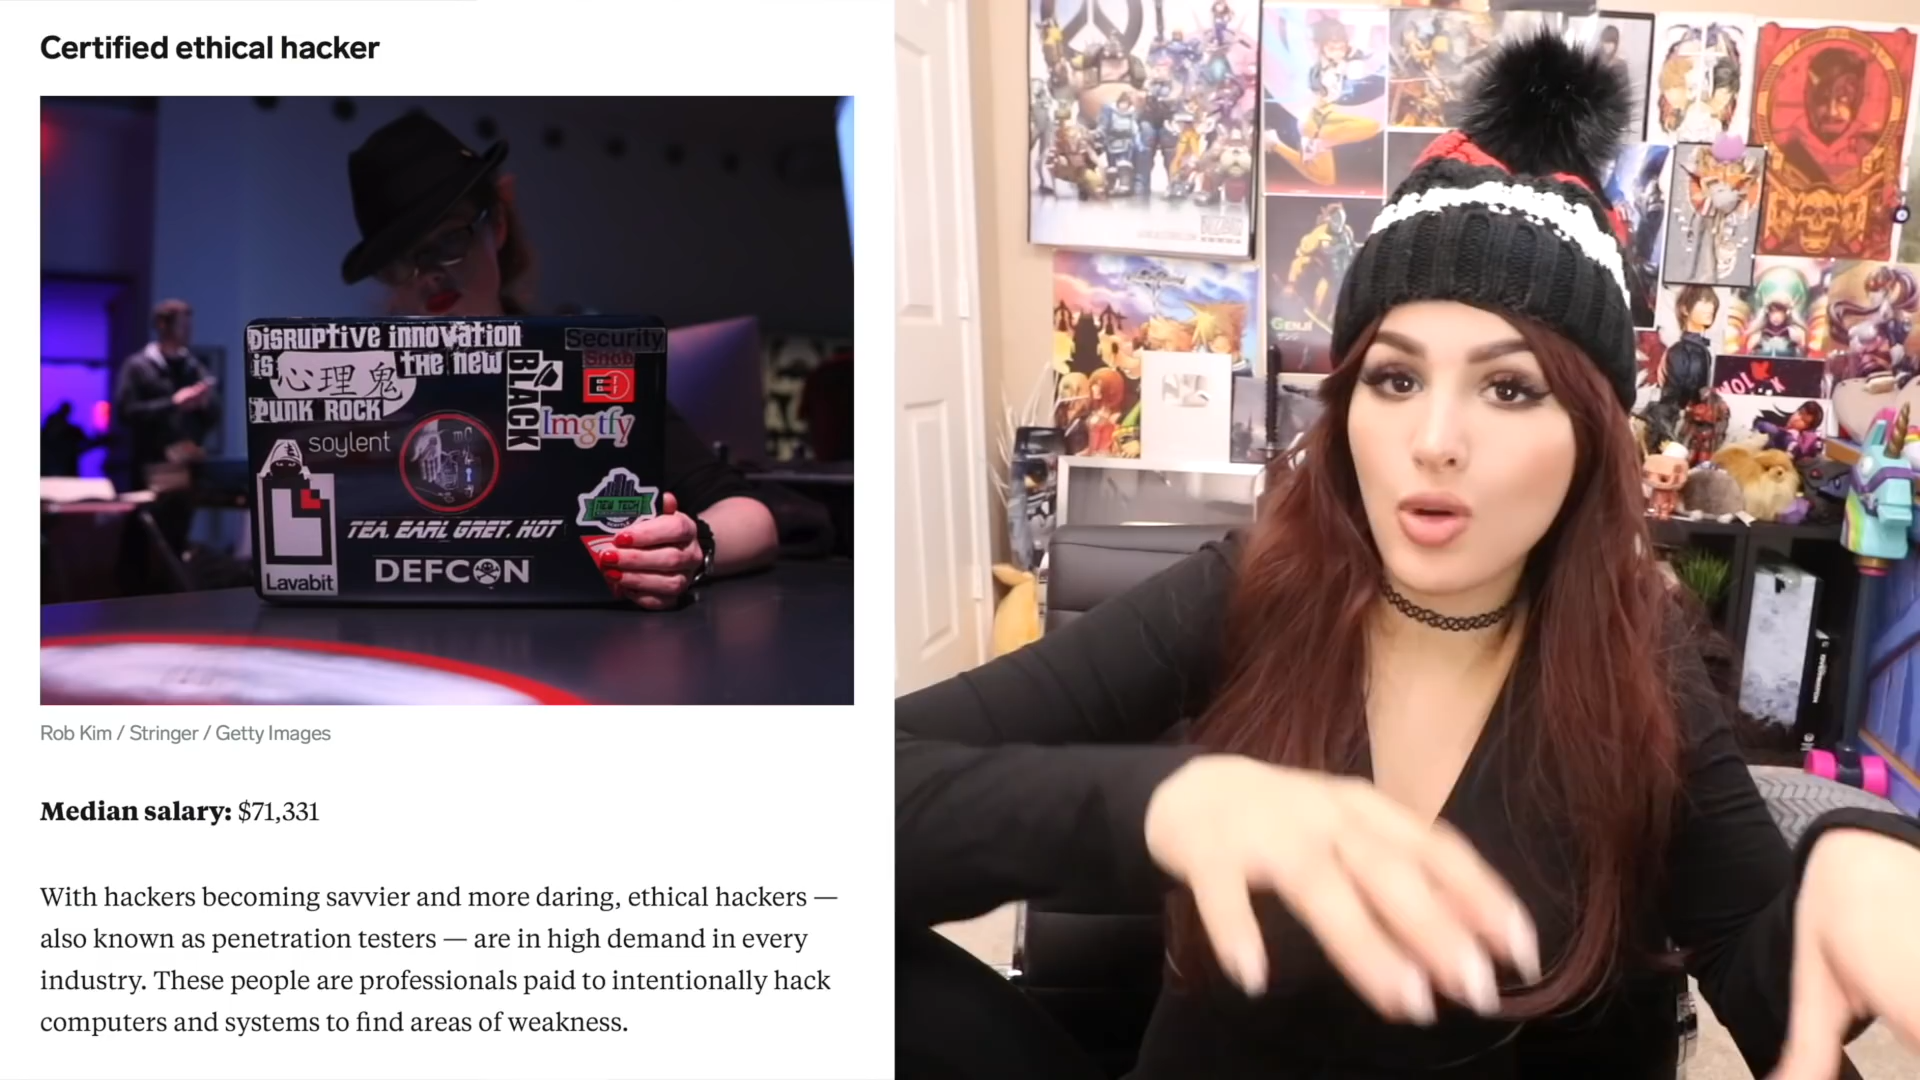 Certified ethical hacker
Disruptive innovation
is 心理鬼 the new
PUNK ROCK
BLACK
Security
Snob
lmgtfy
soylent
Lavabit
TEA. EARL GREY. HOT
DEFCON
Rob Kim / Stringer / Getty Images
Median salary: $71,331
With hackers becoming savvier and more daring, ethical hackers —
also known as penetration testers — are in high demand in every
industry. These people are professionals paid to intentionally hack
computers and systems to find areas of weakness.
GENJI